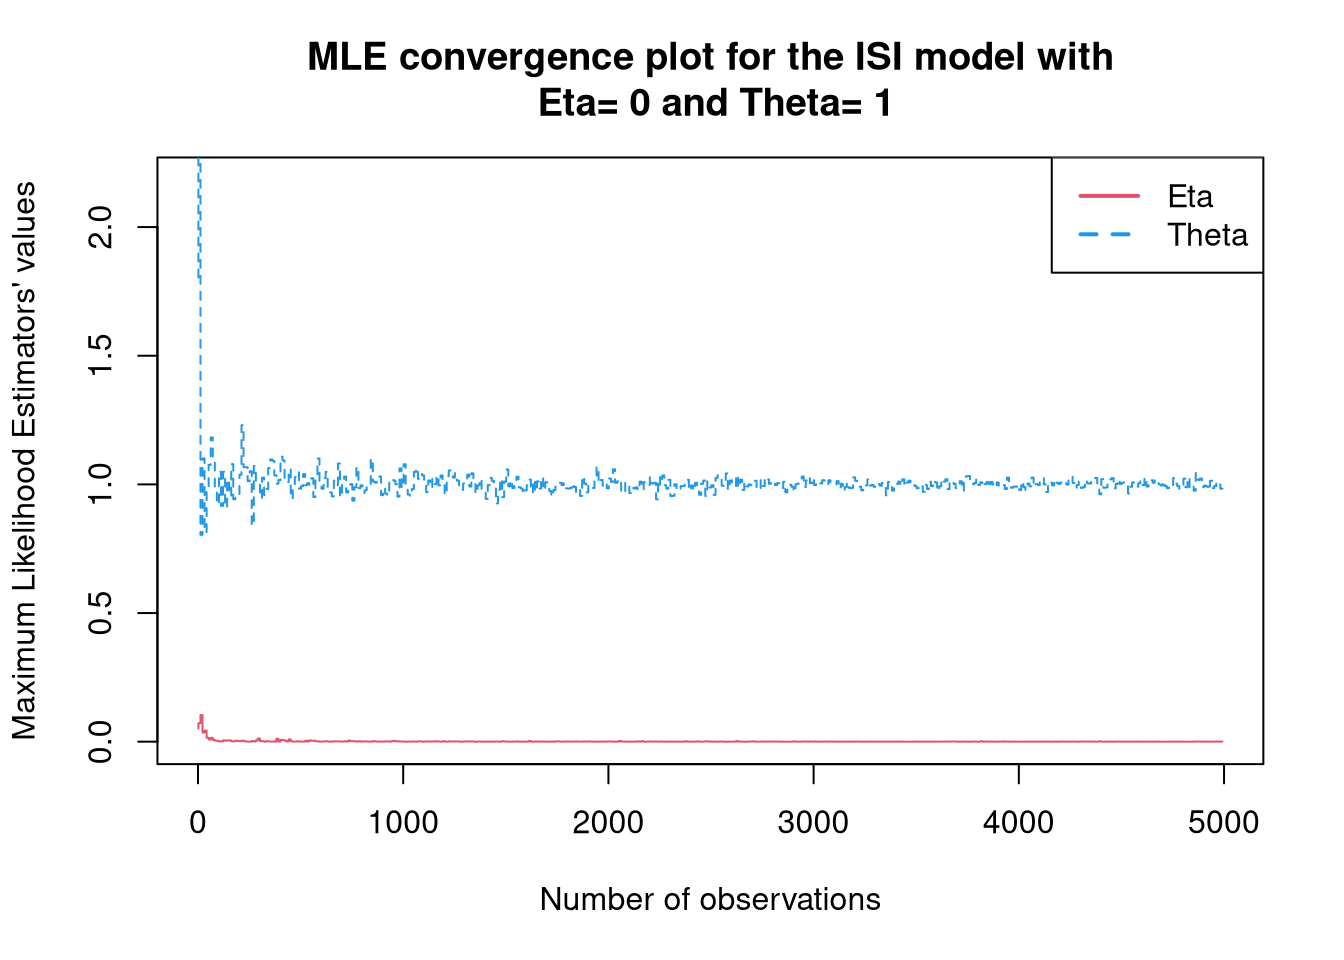 MLE convergence plot for the ISI model with
Eta= 0 and Theta= 1
Maximum Likelihood Estimators' values
2.0
1.5
1.0
0.5
0.0
Eta
Theta
0 1000 2000 3000 4000 5000
Number of observations